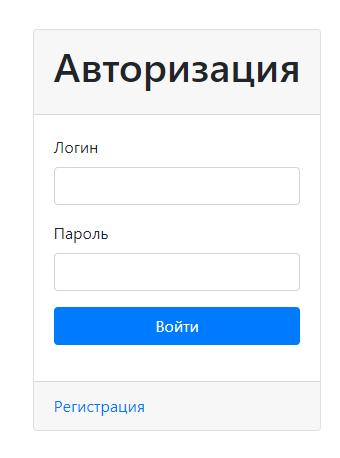 Авторизация
Логин
Пароль
Войти
Регистрация